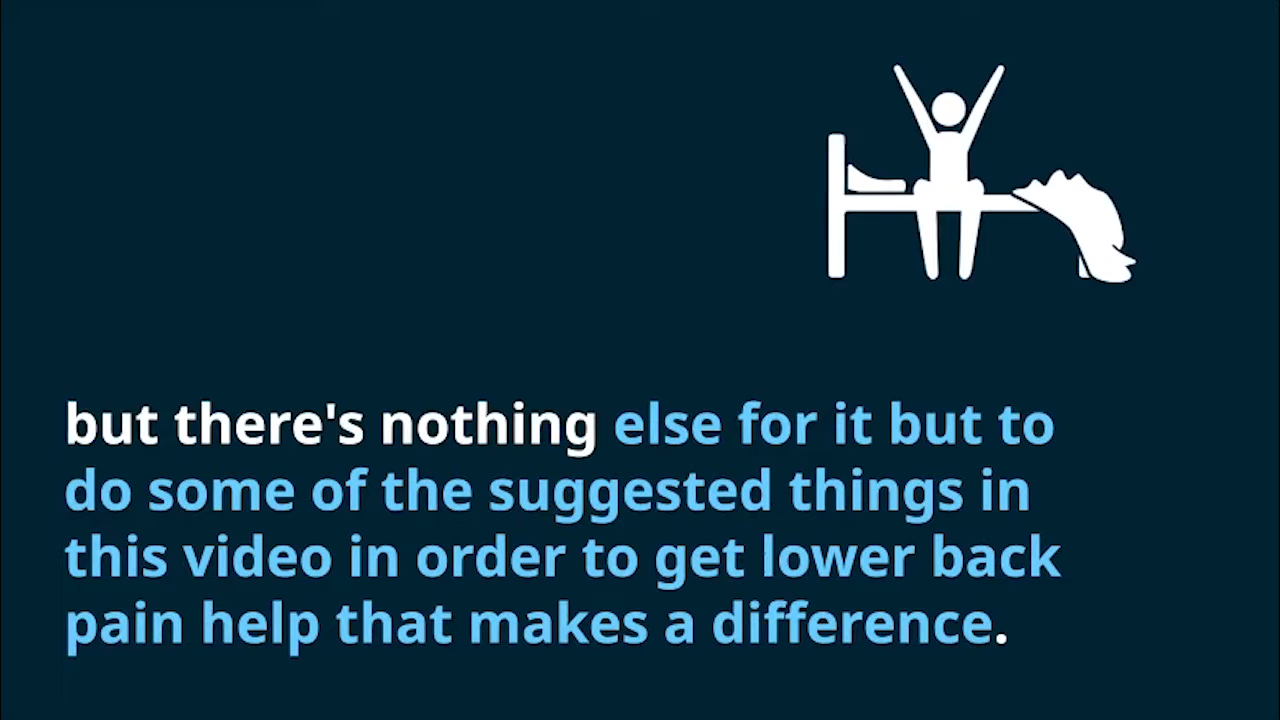 but there's nothing else for it but to
do some of the suggested things in
this video in order to get lower back
pain help that makes a difference.